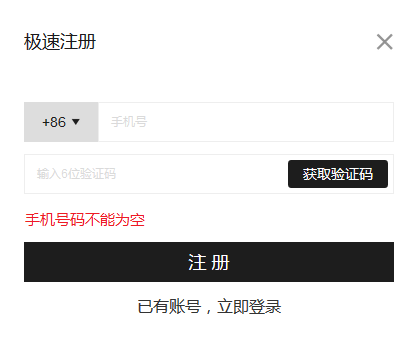 极速注册
+86
手机号
输入6位验证码
获取验证码
手机号码不能为空
注 册
已有账号，立即登录